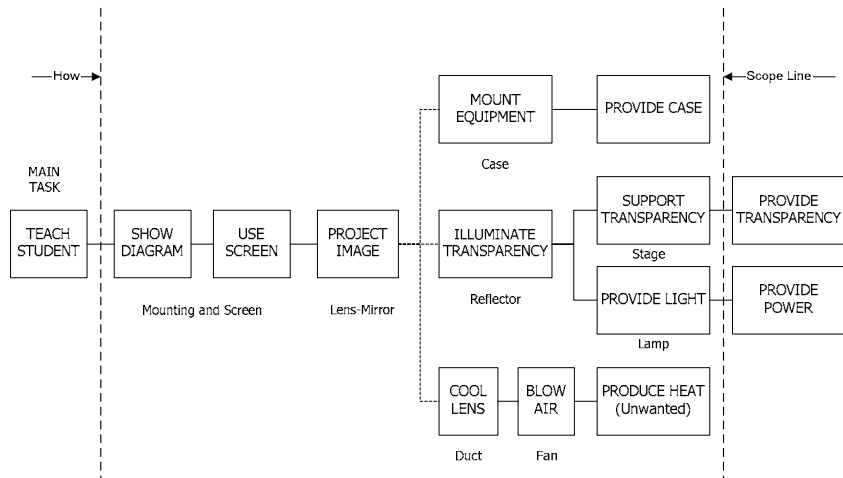 How
Scope Line
MAIN
TASK
MOUNT
EQUIPMENT
PROVIDE CASE
Case
TEACH
STUDENT
SHOW
DIAGRAM
USE
SCREEN
PROJECT
IMAGE
ILLUMINATE
TRANSPARENCY
SUPPORT
TRANSPARENCY
PROVIDE
TRANSPARENCY
Stage
Mounting and Screen
Lens-Mirror
Reflector
PROVIDE LIGHT
PROVIDE
POWER
Lamp
COOL
LENS
BLOW
AIR
PRODUCE HEAT
(Unwanted)
Duct
Fan